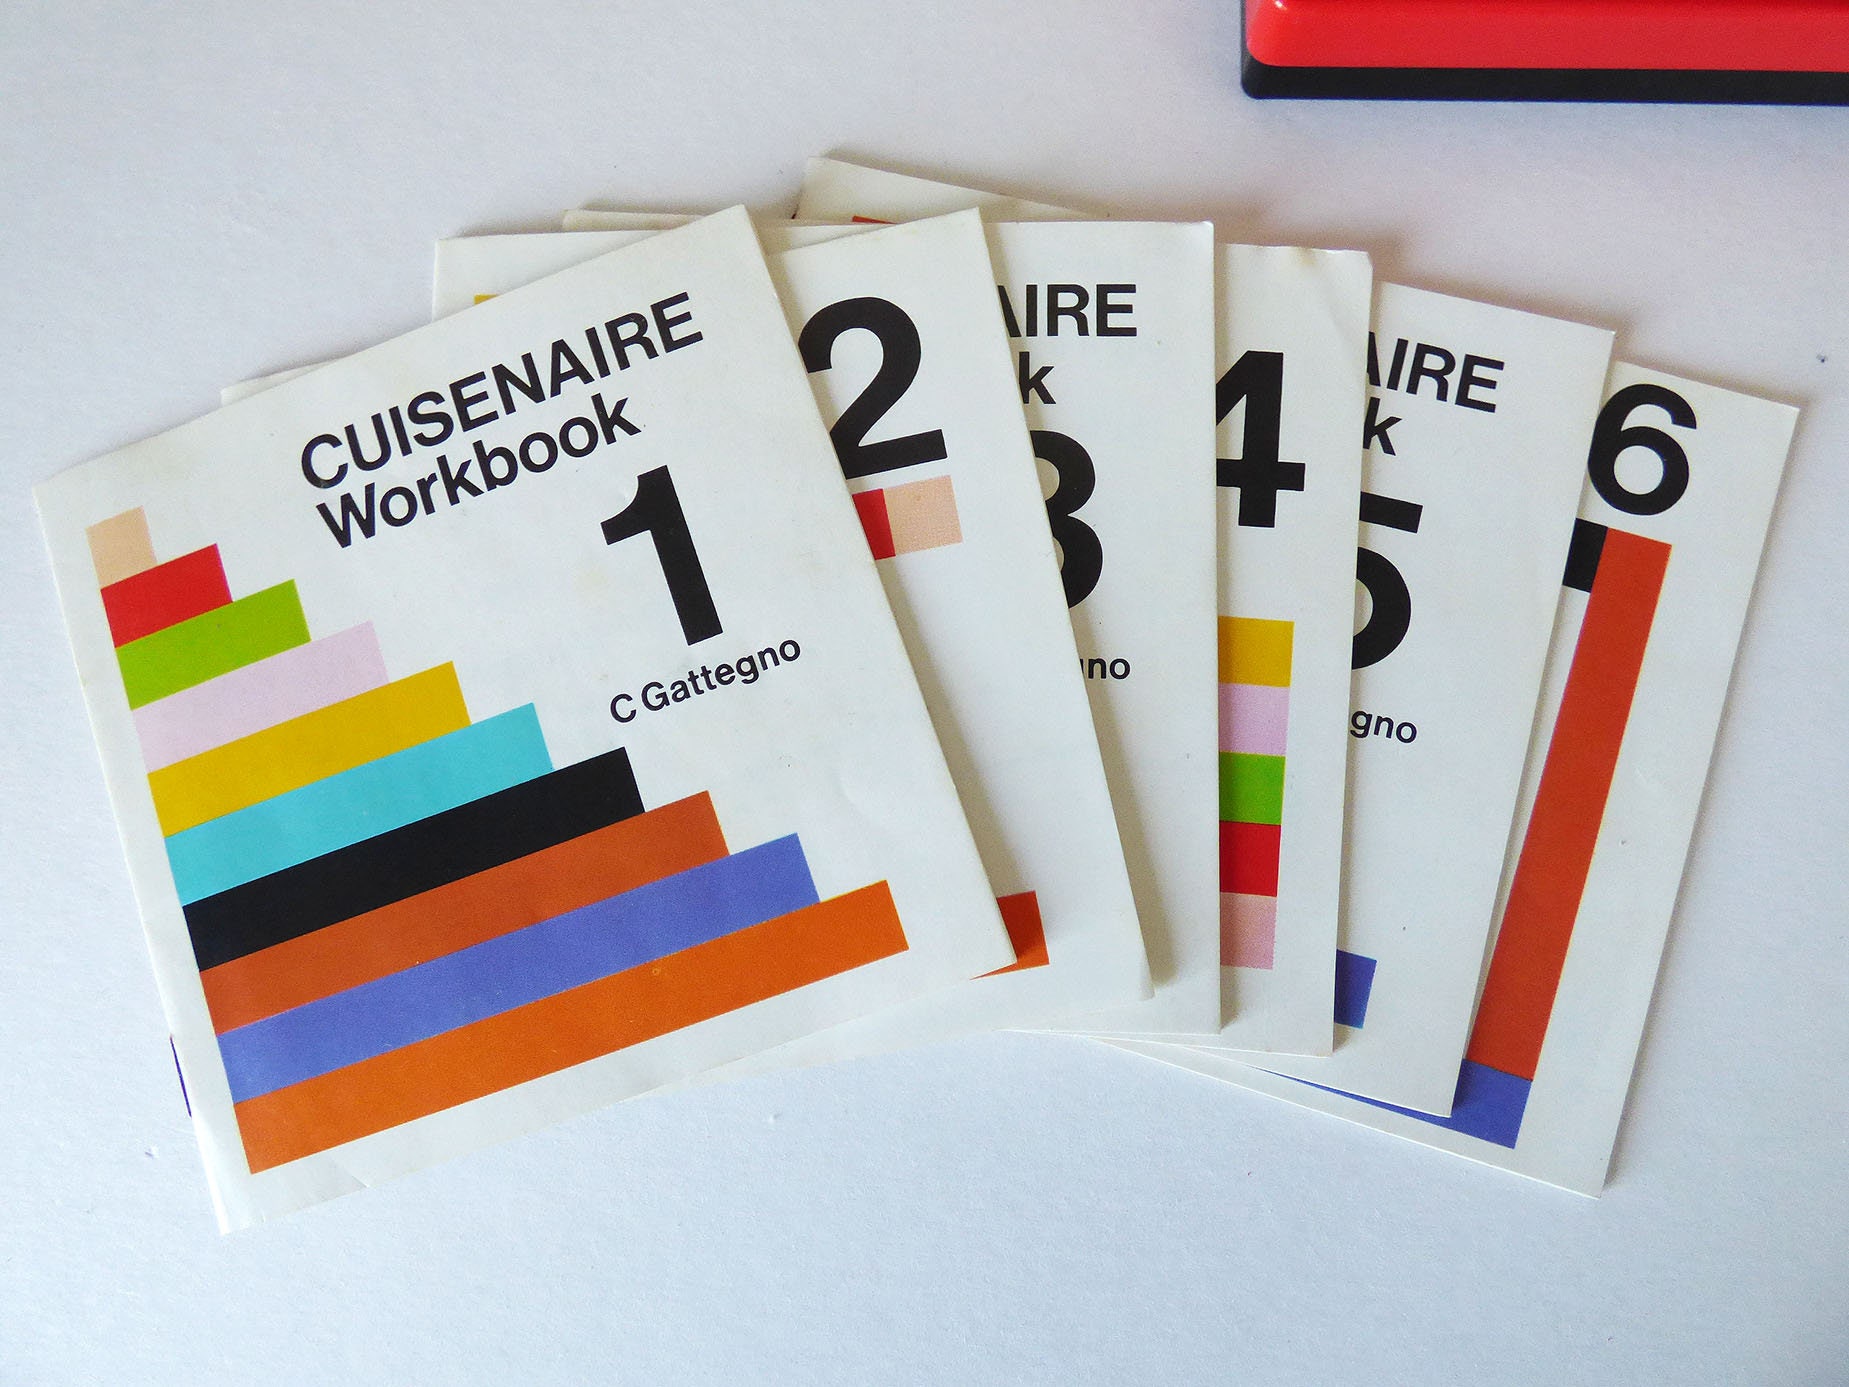 CUISENAIRE
Workbook
1
C Gattegno
2
AIRE
k
3
no
4
AIRE
k
5
gno
6